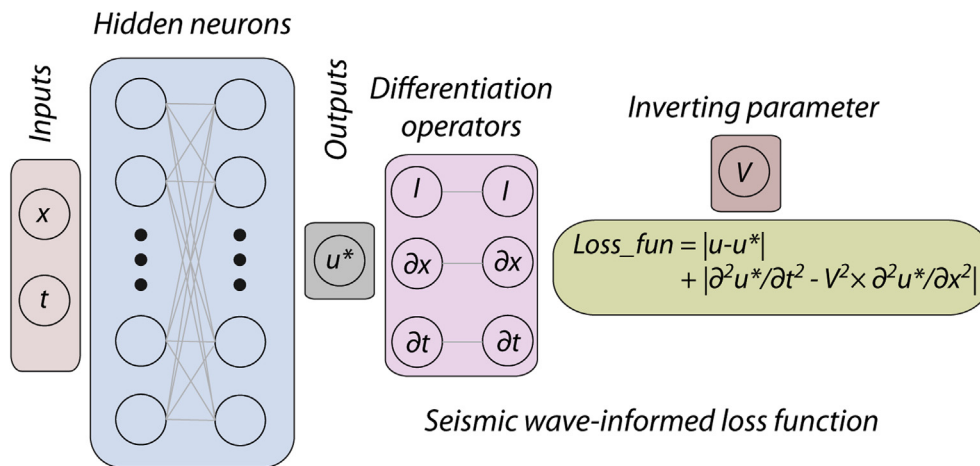 Hidden neurons
Inputs
x
t
Outputs
u*
Differentiation
operators
I I
∂x ∂x
∂t ∂t
Inverting parameter
V
Loss_fun = |u-u*|
+ |∂²u*/∂t² - V² × ∂²u*/∂x²|
Seismic wave-informed loss function